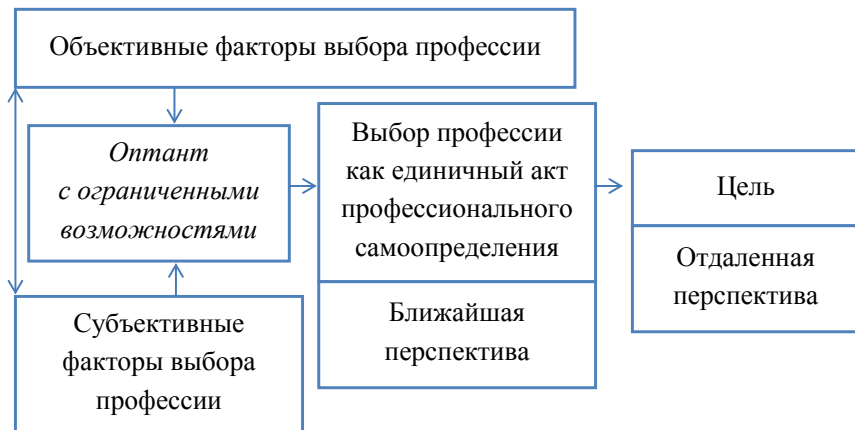 Объективные факторы выбора профессии
Оптант
с ограниченными
возможностями
Выбор профессии
как единичный акт
профессионального
самоопределения
Ближайшая
перспектива
Цель
Отдаленная
перспектива
Субъективные
факторы выбора
профессии